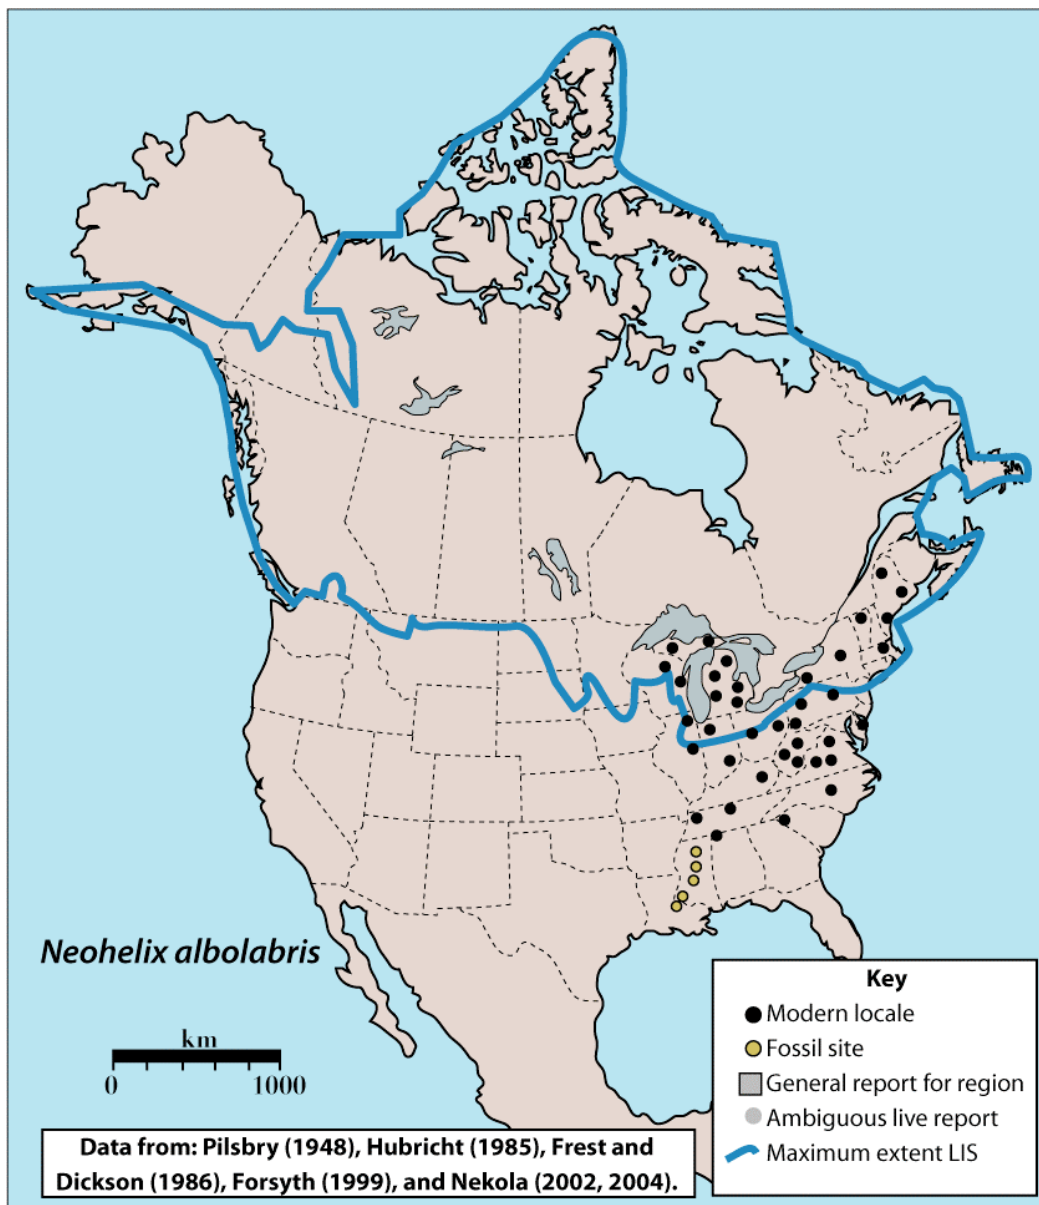 Neohelix albolabris
km
0 1000
Data from: Pilsbry (1948), Hubricht (1985), Frest and
Dickson (1986), Forsyth (1999), and Nekola (2002, 2004).
Key
Modern locale
Fossil site
General report for region
Ambiguous live report
Maximum extent LIS